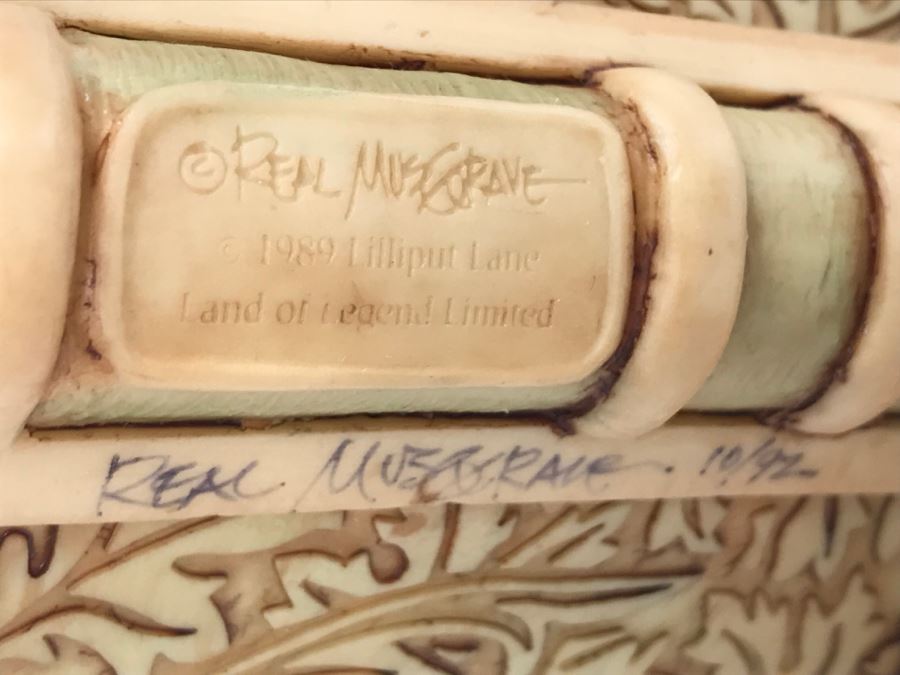 © REAL MUSGRAVE
© 1989 Lilliput Lane
Land of Legend Limited
REAL MUSGRAVE. 10/92